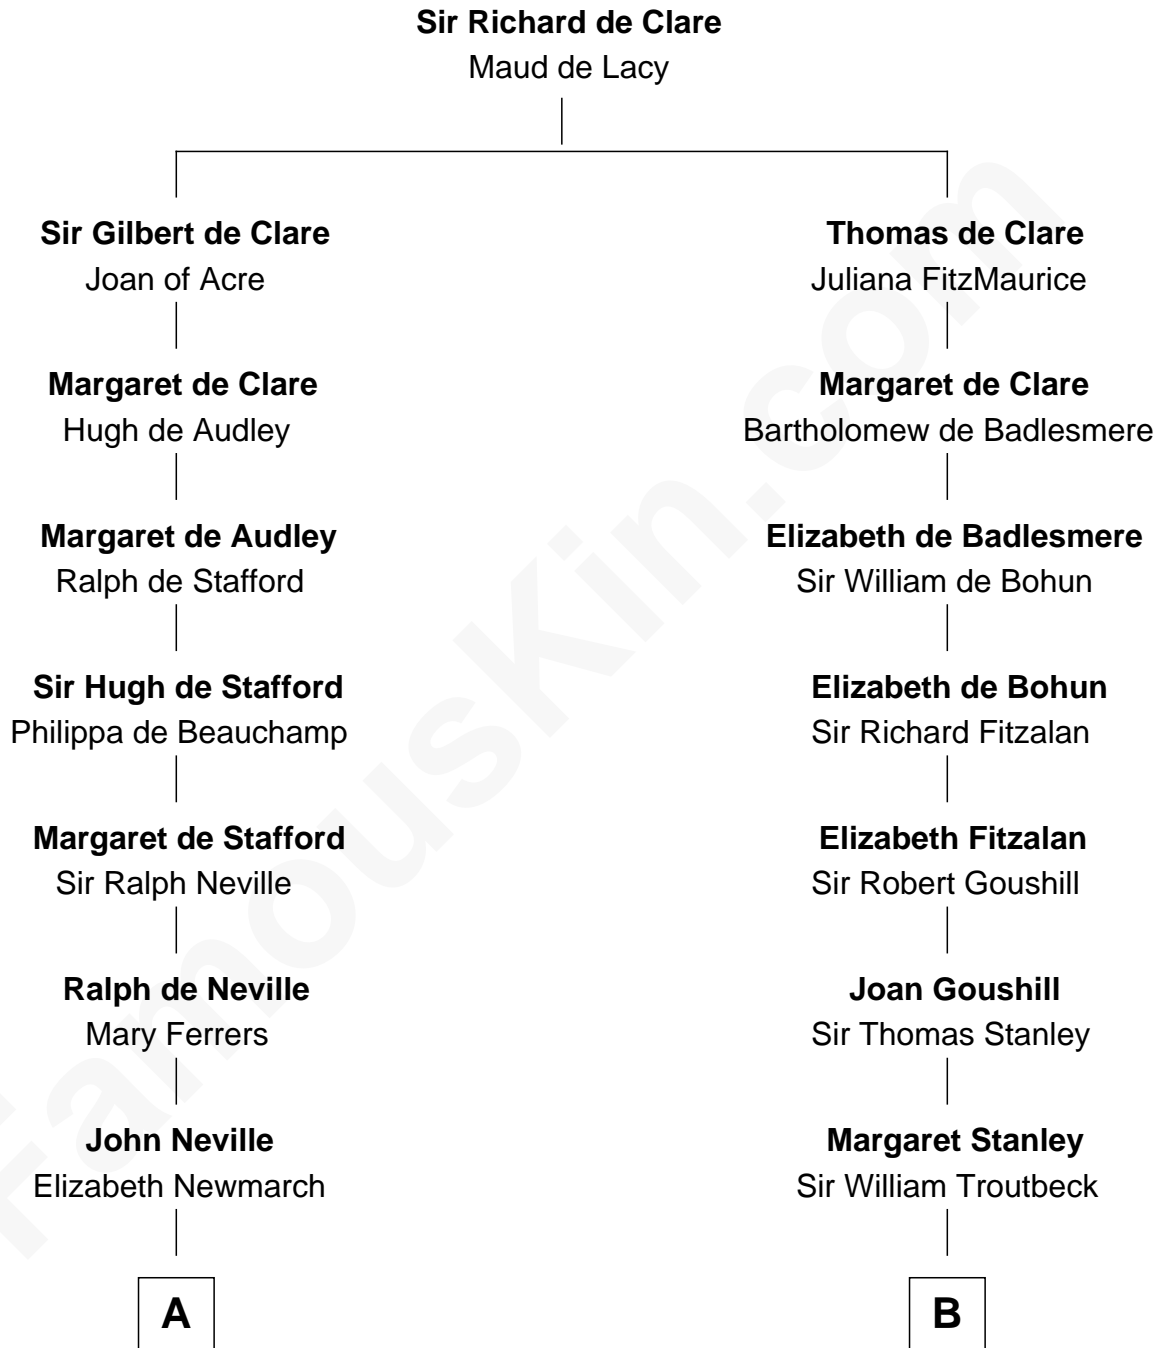 Sir Richard de Clare
Maud de Lacy
Sir Gilbert de Clare
Joan of Acre
Thomas de Clare
Juliana FitzMaurice
Margaret de Clare
Hugh de Audley
Margaret de Clare
Bartholomew de Badlesmere
Margaret de Audley
Ralph de Stafford
Elizabeth de Badlesmere
Sir William de Bohun
Sir Hugh de Stafford
Philippa de Beauchamp
Elizabeth de Bohun
Sir Richard Fitzalan
Margaret de Stafford
Sir Ralph Neville
Elizabeth Fitzalan
Sir Robert Goushill
Ralph de Neville
Mary Ferrers
Joan Goushill
Sir Thomas Stanley
John Neville
Elizabeth Newmarch
Margaret Stanley
Sir William Troutbeck
A
B
FamousKin.com